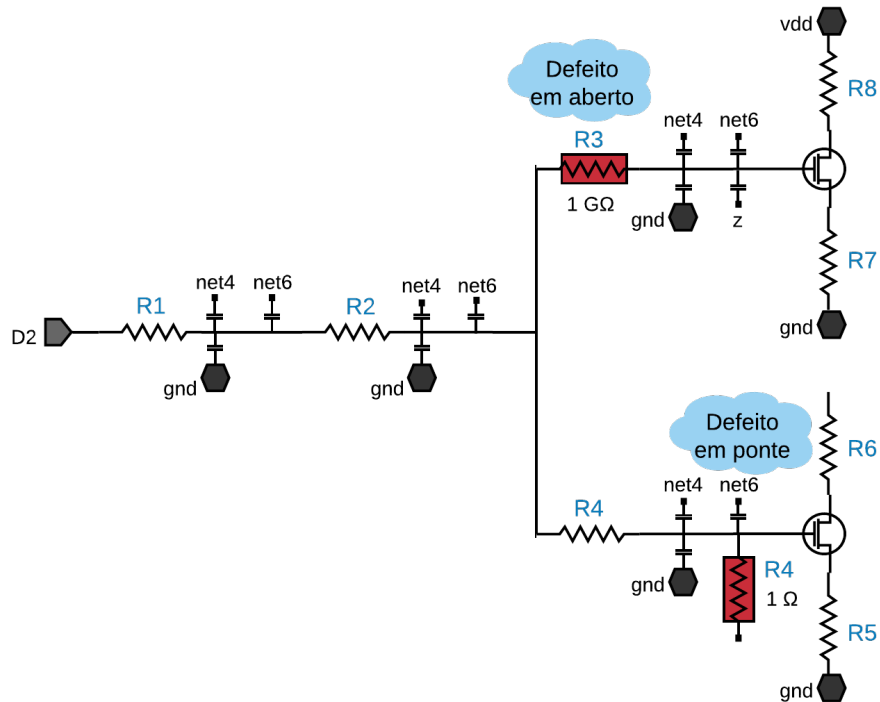 vdd
R8
Defeito
em aberto
net4
net6
R3
1 GΩ
gnd
z
R7
gnd
net4
net6
R1
D2
gnd
net4
net6
R2
gnd
Defeito
em ponte
R6
net4
net6
R4
gnd
R4
1 Ω
R5
gnd